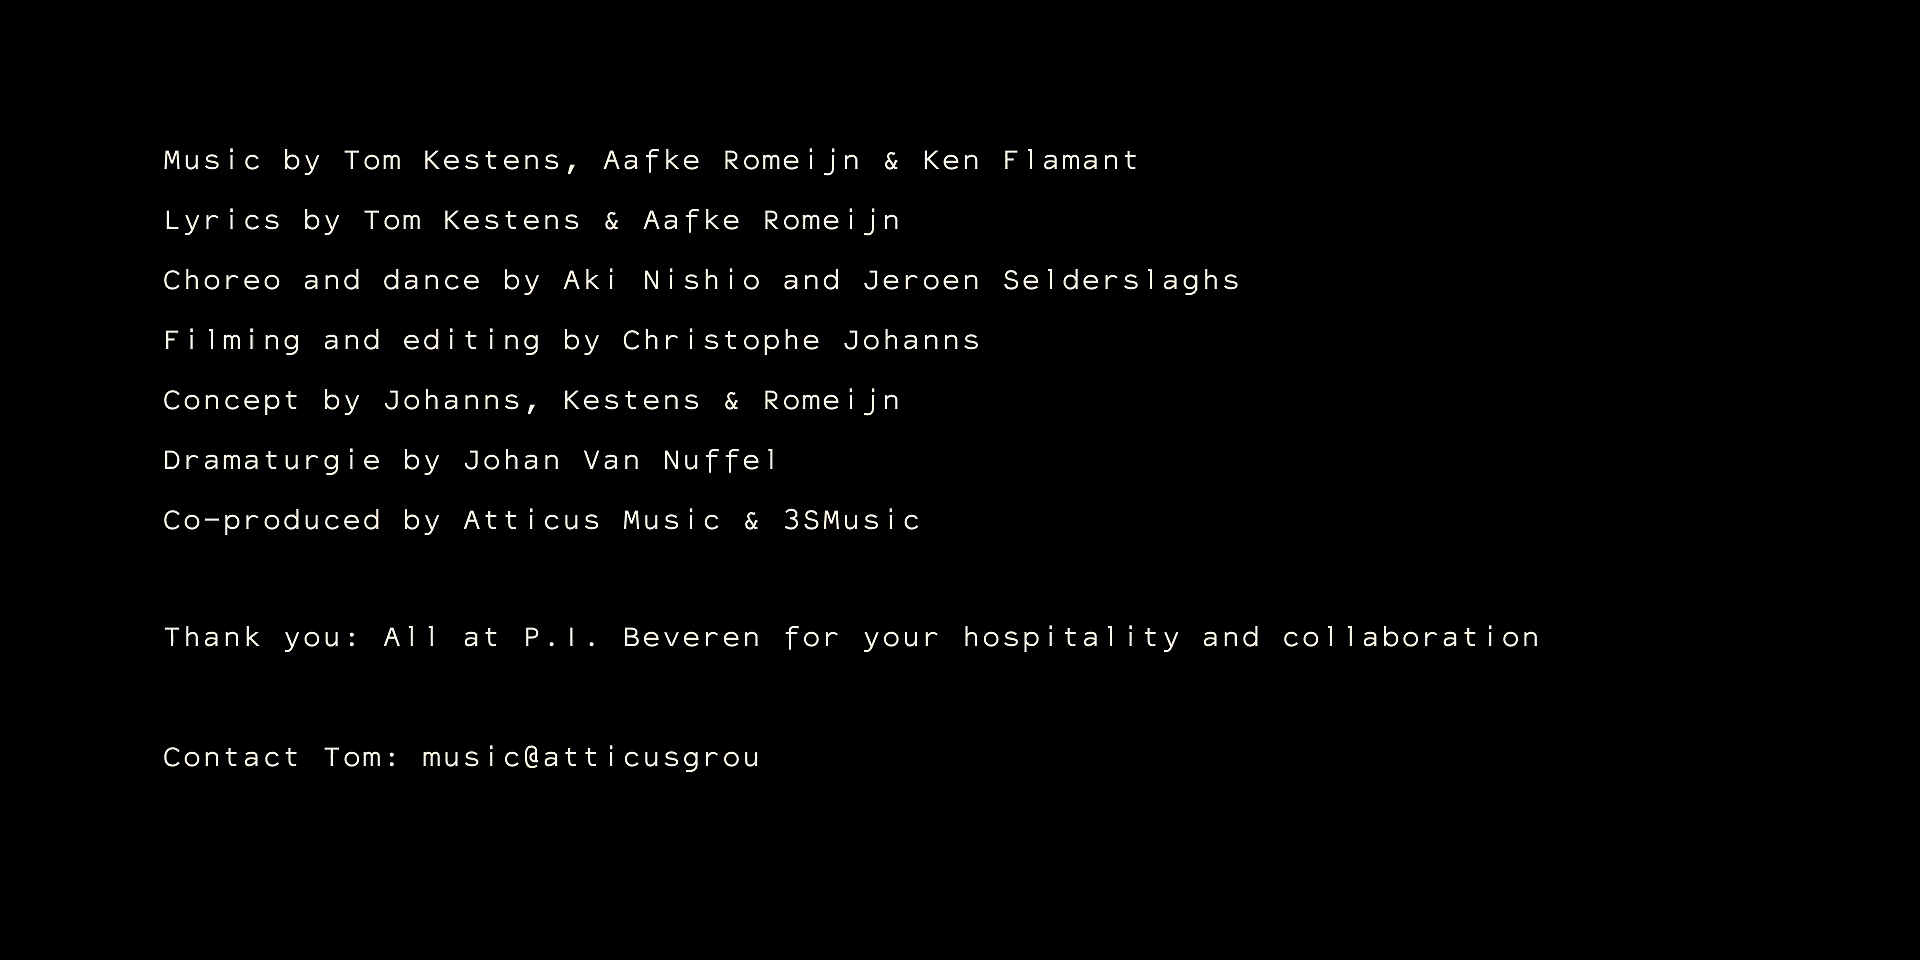 Music by Tom Kestens, Aafke Romeijn & Ken Flamant
Lyrics by Tom Kestens & Aafke Romeijn
Choreo and dance by Aki Nishio and Jeroen Selderslaghs
Filming and editing by Christophe Johanns
Concept by Johanns, Kestens & Romeijn
Dramaturgie by Johan Van Nuffel
Co-produced by Atticus Music & 3SMusic
Thank you: All at P.I. Beveren for your hospitality and collaboration
Contact Tom: music@atticusgrou